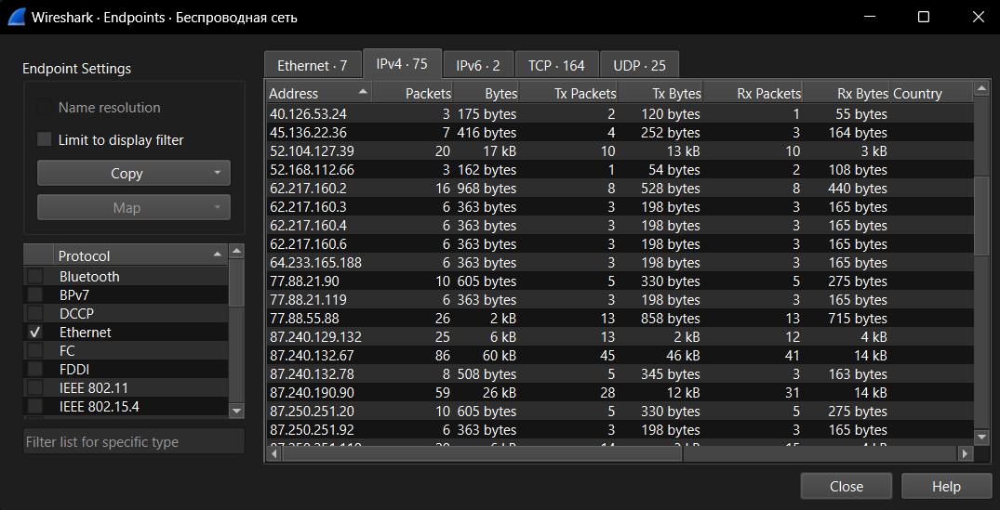 Wireshark · Endpoints · Беспроводная сеть
Endpoint Settings
Name resolution
Limit to display filter
Copy
Map
Protocol
Bluetooth
BPv7
DCCP
Ethernet
FC
FDDI
IEEE 802.11
IEEE 802.15.4
Filter list for specific type
Ethernet · 7 IPv4 · 75 IPv6 · 2 TCP · 164 UDP · 25
Address Packets Bytes Tx Packets Tx Bytes Rx Packets Rx Bytes Country
40.126.53.24 3 175 bytes 2 120 bytes 1 55 bytes
45.136.22.36 7 416 bytes 4 252 bytes 3 164 bytes
52.104.127.39 20 17 kB 10 13 kB 10 3 kB
52.168.112.66 3 162 bytes 1 54 bytes 2 108 bytes
62.217.160.2 16 968 bytes 8 528 bytes 8 440 bytes
62.217.160.3 6 363 bytes 3 198 bytes 3 165 bytes
62.217.160.4 6 363 bytes 3 198 bytes 3 165 bytes
62.217.160.6 6 363 bytes 3 198 bytes 3 165 bytes
64.233.165.188 6 363 bytes 3 198 bytes 3 165 bytes
77.88.21.90 10 605 bytes 5 330 bytes 5 275 bytes
77.88.21.119 6 363 bytes 3 198 bytes 3 165 bytes
77.88.55.88 26 2 kB 13 858 bytes 13 715 bytes
87.240.129.132 25 6 kB 13 2 kB 12 4 kB
87.240.132.67 86 60 kB 45 46 kB 41 14 kB
87.240.132.78 8 508 bytes 5 345 bytes 3 163 bytes
87.240.190.90 59 26 kB 28 12 kB 31 14 kB
87.250.251.20 10 605 bytes 5 330 bytes 5 275 bytes
87.250.251.92 6 363 bytes 3 198 bytes 3 165 bytes
Close Help